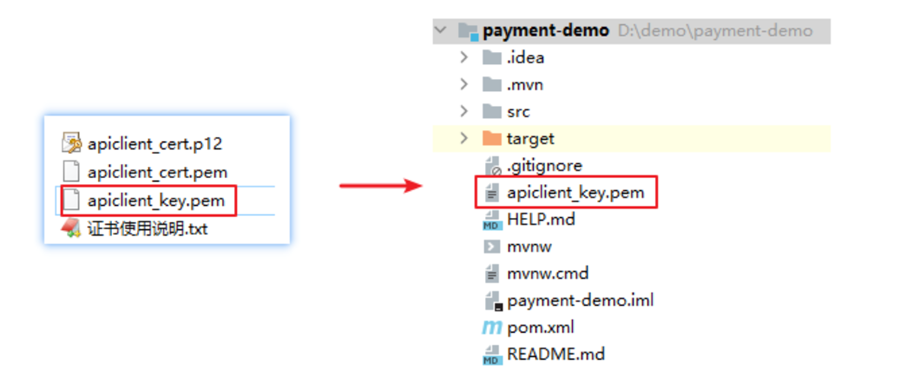 apiclient_cert.p12
apiclient_cert.pem
apiclient_key.pem
证书使用说明.txt
payment-demo D:\demo\payment-demo
.idea
.mvn
src
target
.gitignore
apiclient_key.pem
HELP.md
mvnw
mvnw.cmd
payment-demo.iml
pom.xml
README.md